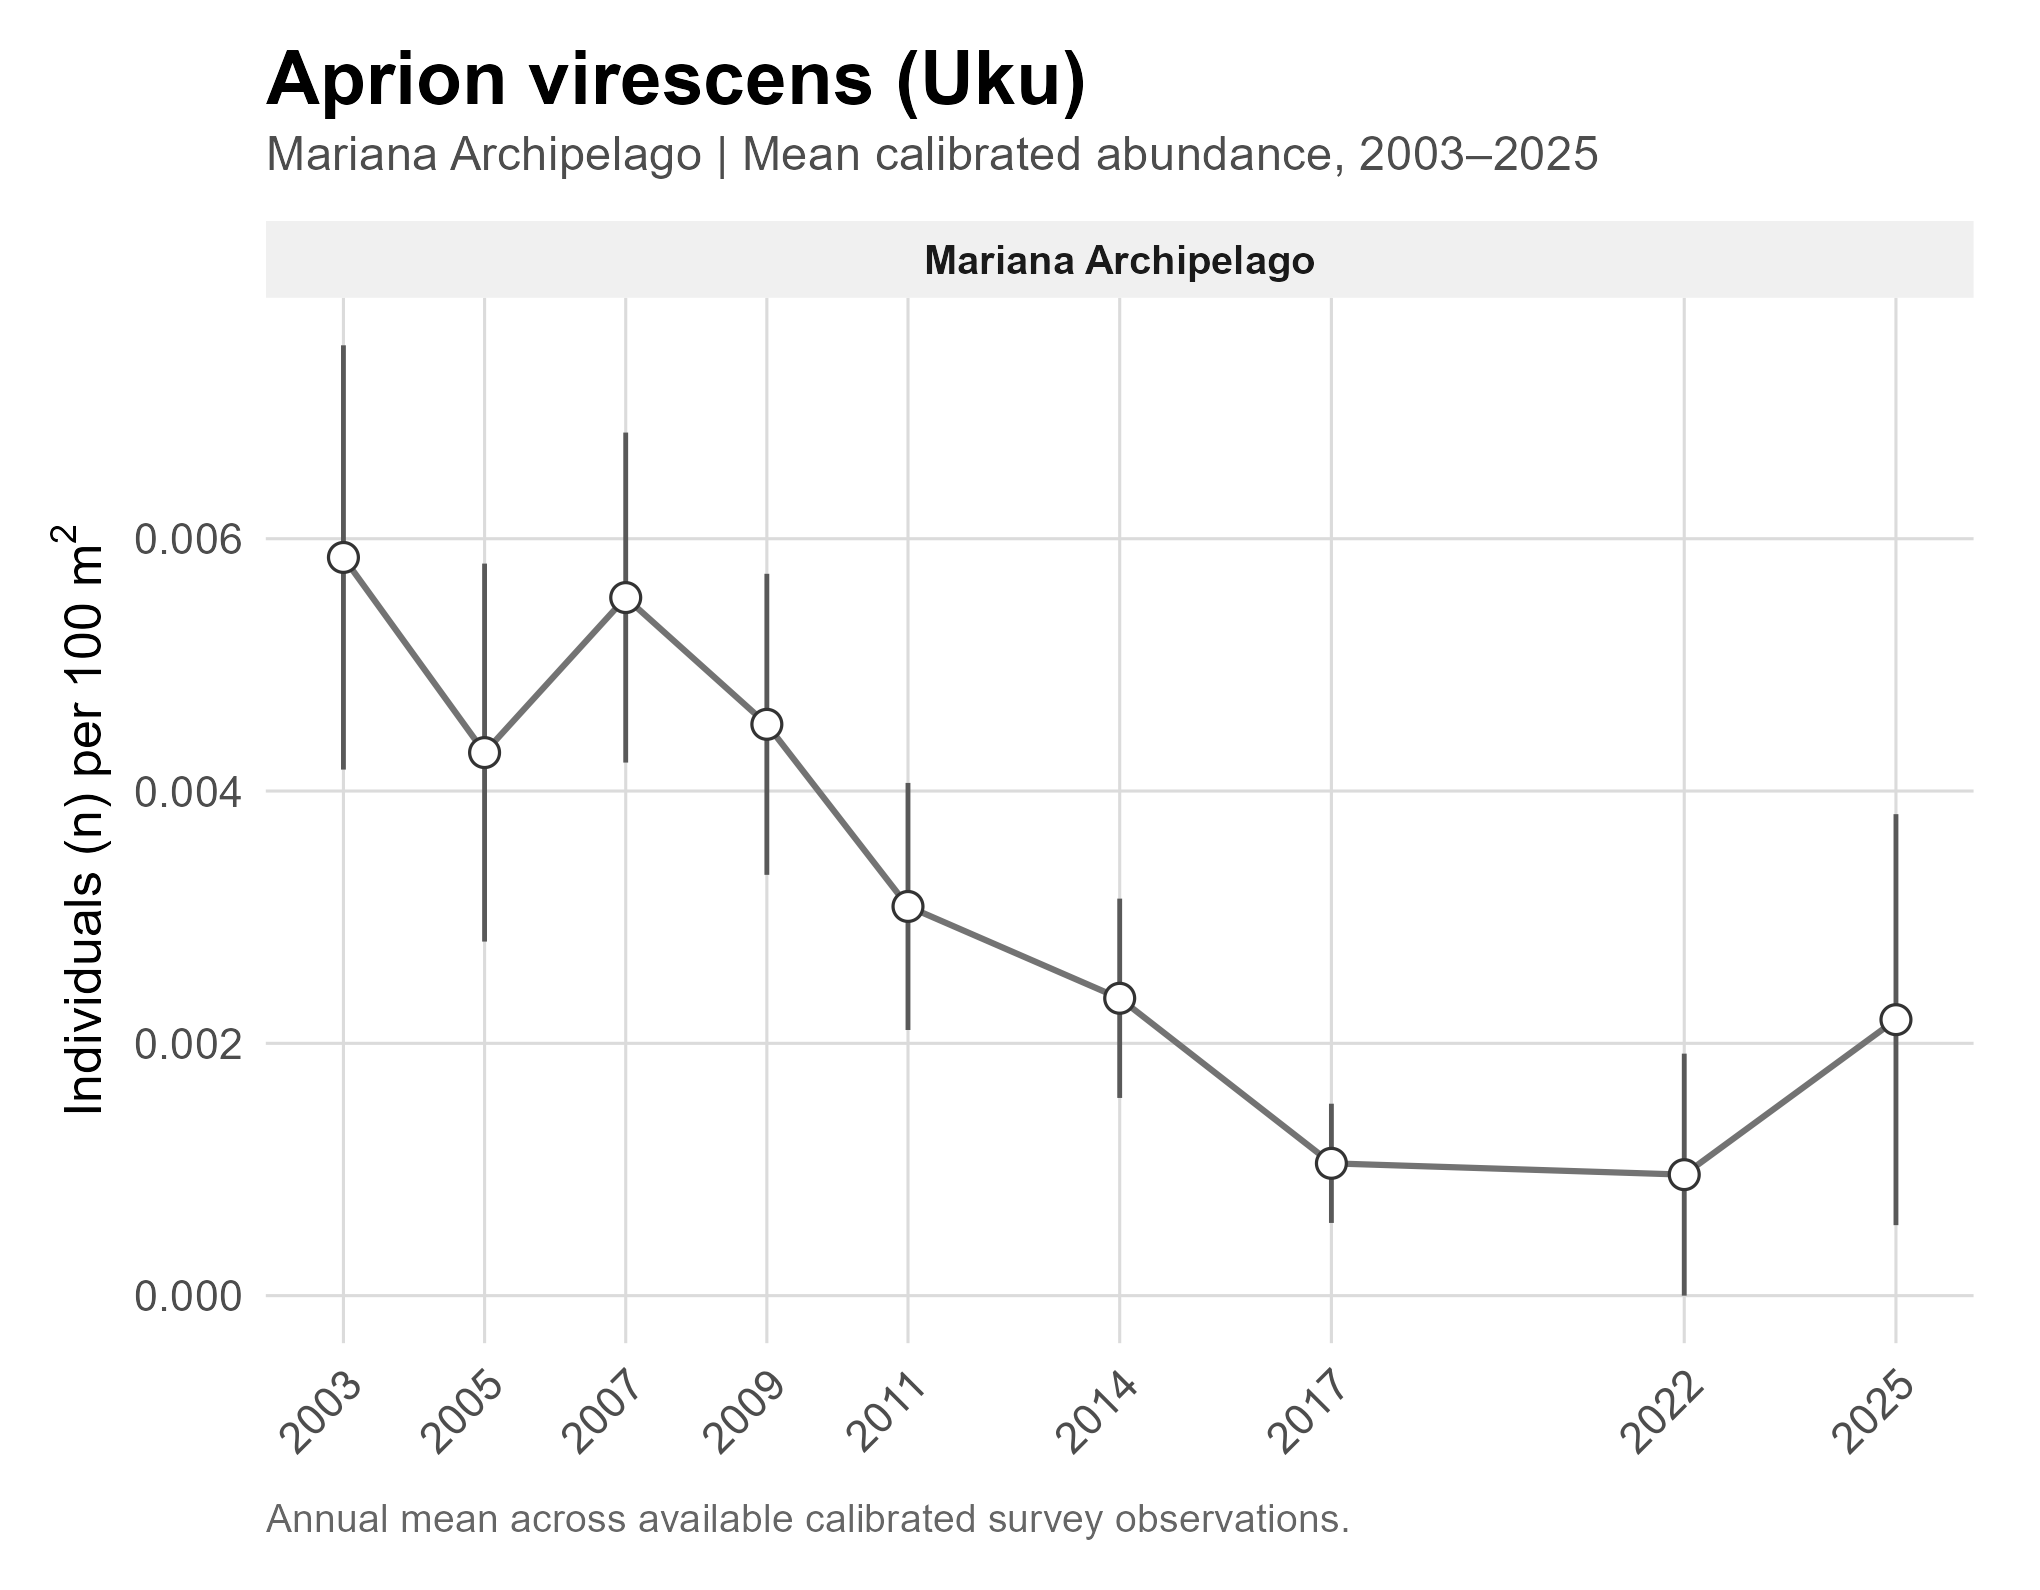 Aprion virescens (Uku)
Mariana Archipelago | Mean calibrated abundance, 2003–2025
Mariana Archipelago
Individuals (n) per 100 m²
0.006
0.004
0.002
0.000
2003
2005
2007
2009
2011
2014
2017
2022
2025
Annual mean across available calibrated survey observations.